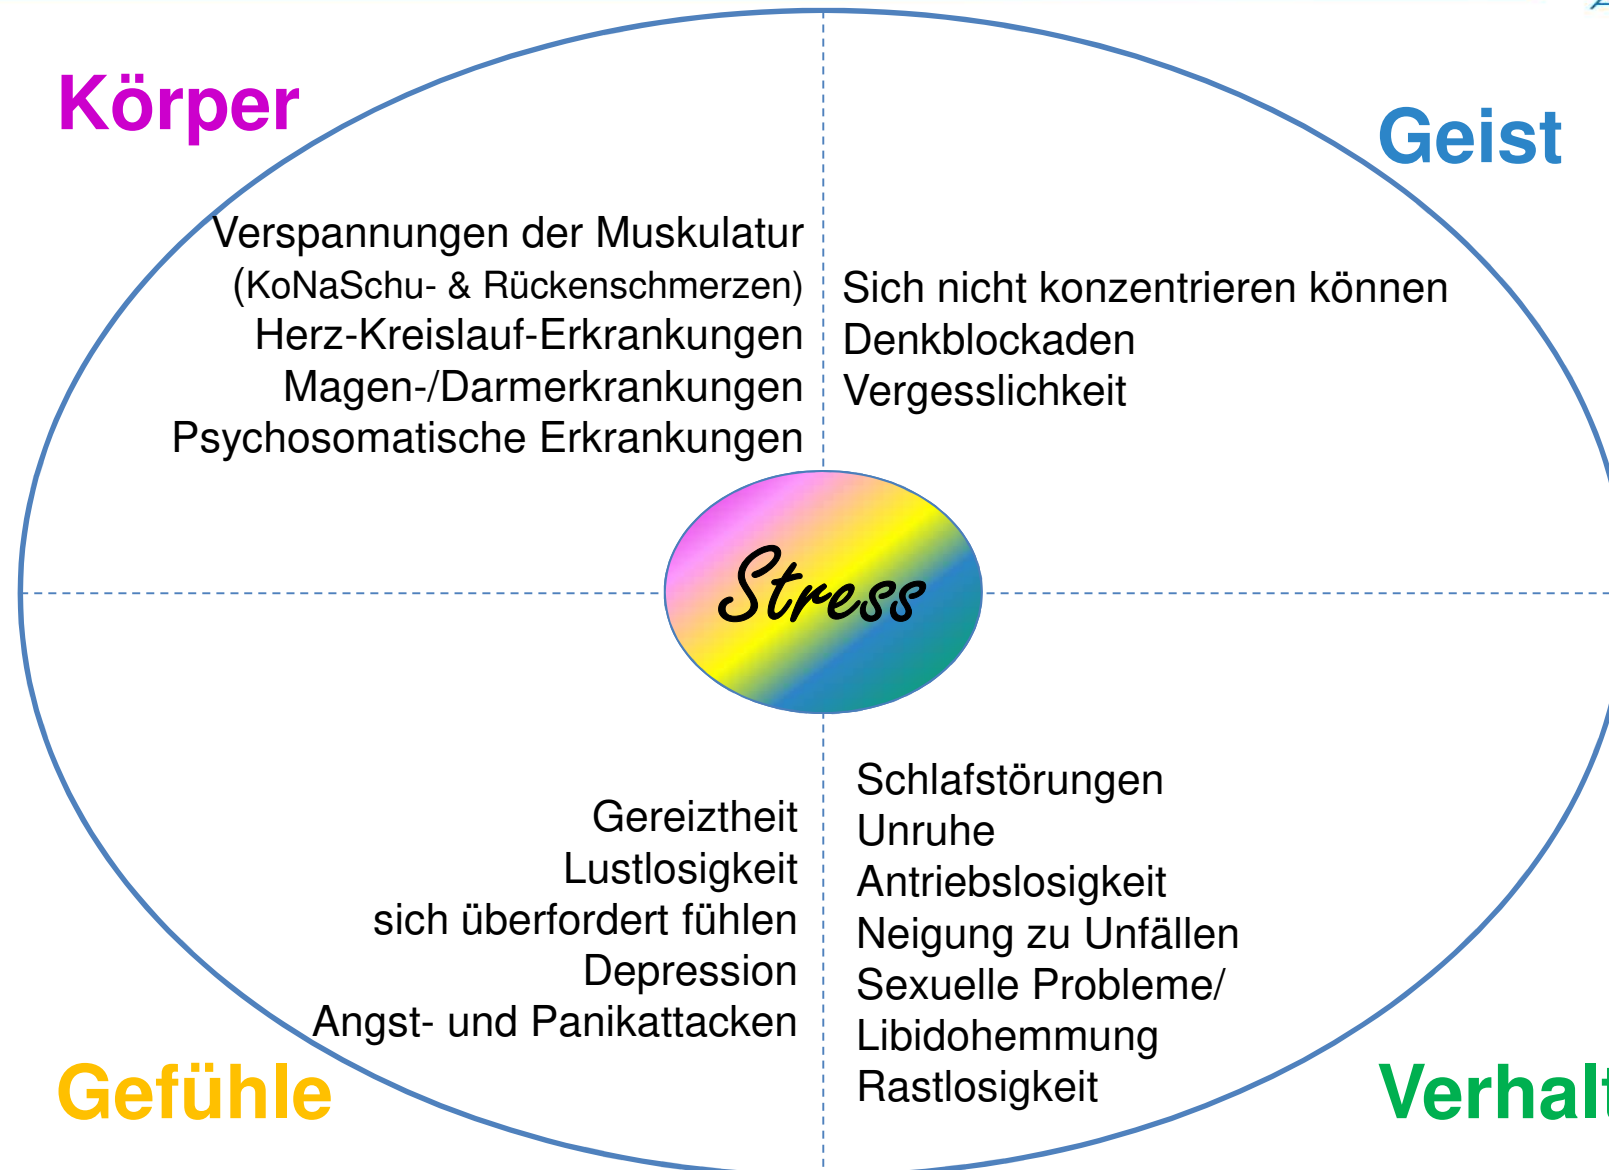 Körper
Verspannungen der Muskulatur
(KoNaSchu- & Rückenschmerzen)
Herz-Kreislauf-Erkrankungen
Magen-/Darmerkrankungen
Psychosomatische Erkrankungen
Geist
Sich nicht konzentrieren können
Denkblockaden
Vergesslichkeit
Stress
Gereiztheit
Lustlosigkeit
sich überfordert fühlen
Depression
Angst- und Panikattacken
Gefühle
Schlafstörungen
Unruhe
Antriebslosigkeit
Neigung zu Unfällen
Sexuelle Probleme/
Libidohemmung
Rastlosigkeit
Verhalt